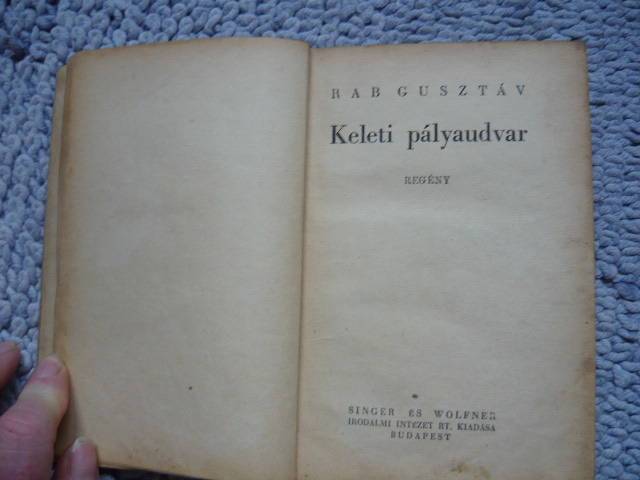 RAB GUSZTÁV
Keleti pályaudvar
REGÉNY
SINGER ÉS WOLFNER
IRODALMI INTÉZET RT. KIADÁSA
BUDAPEST